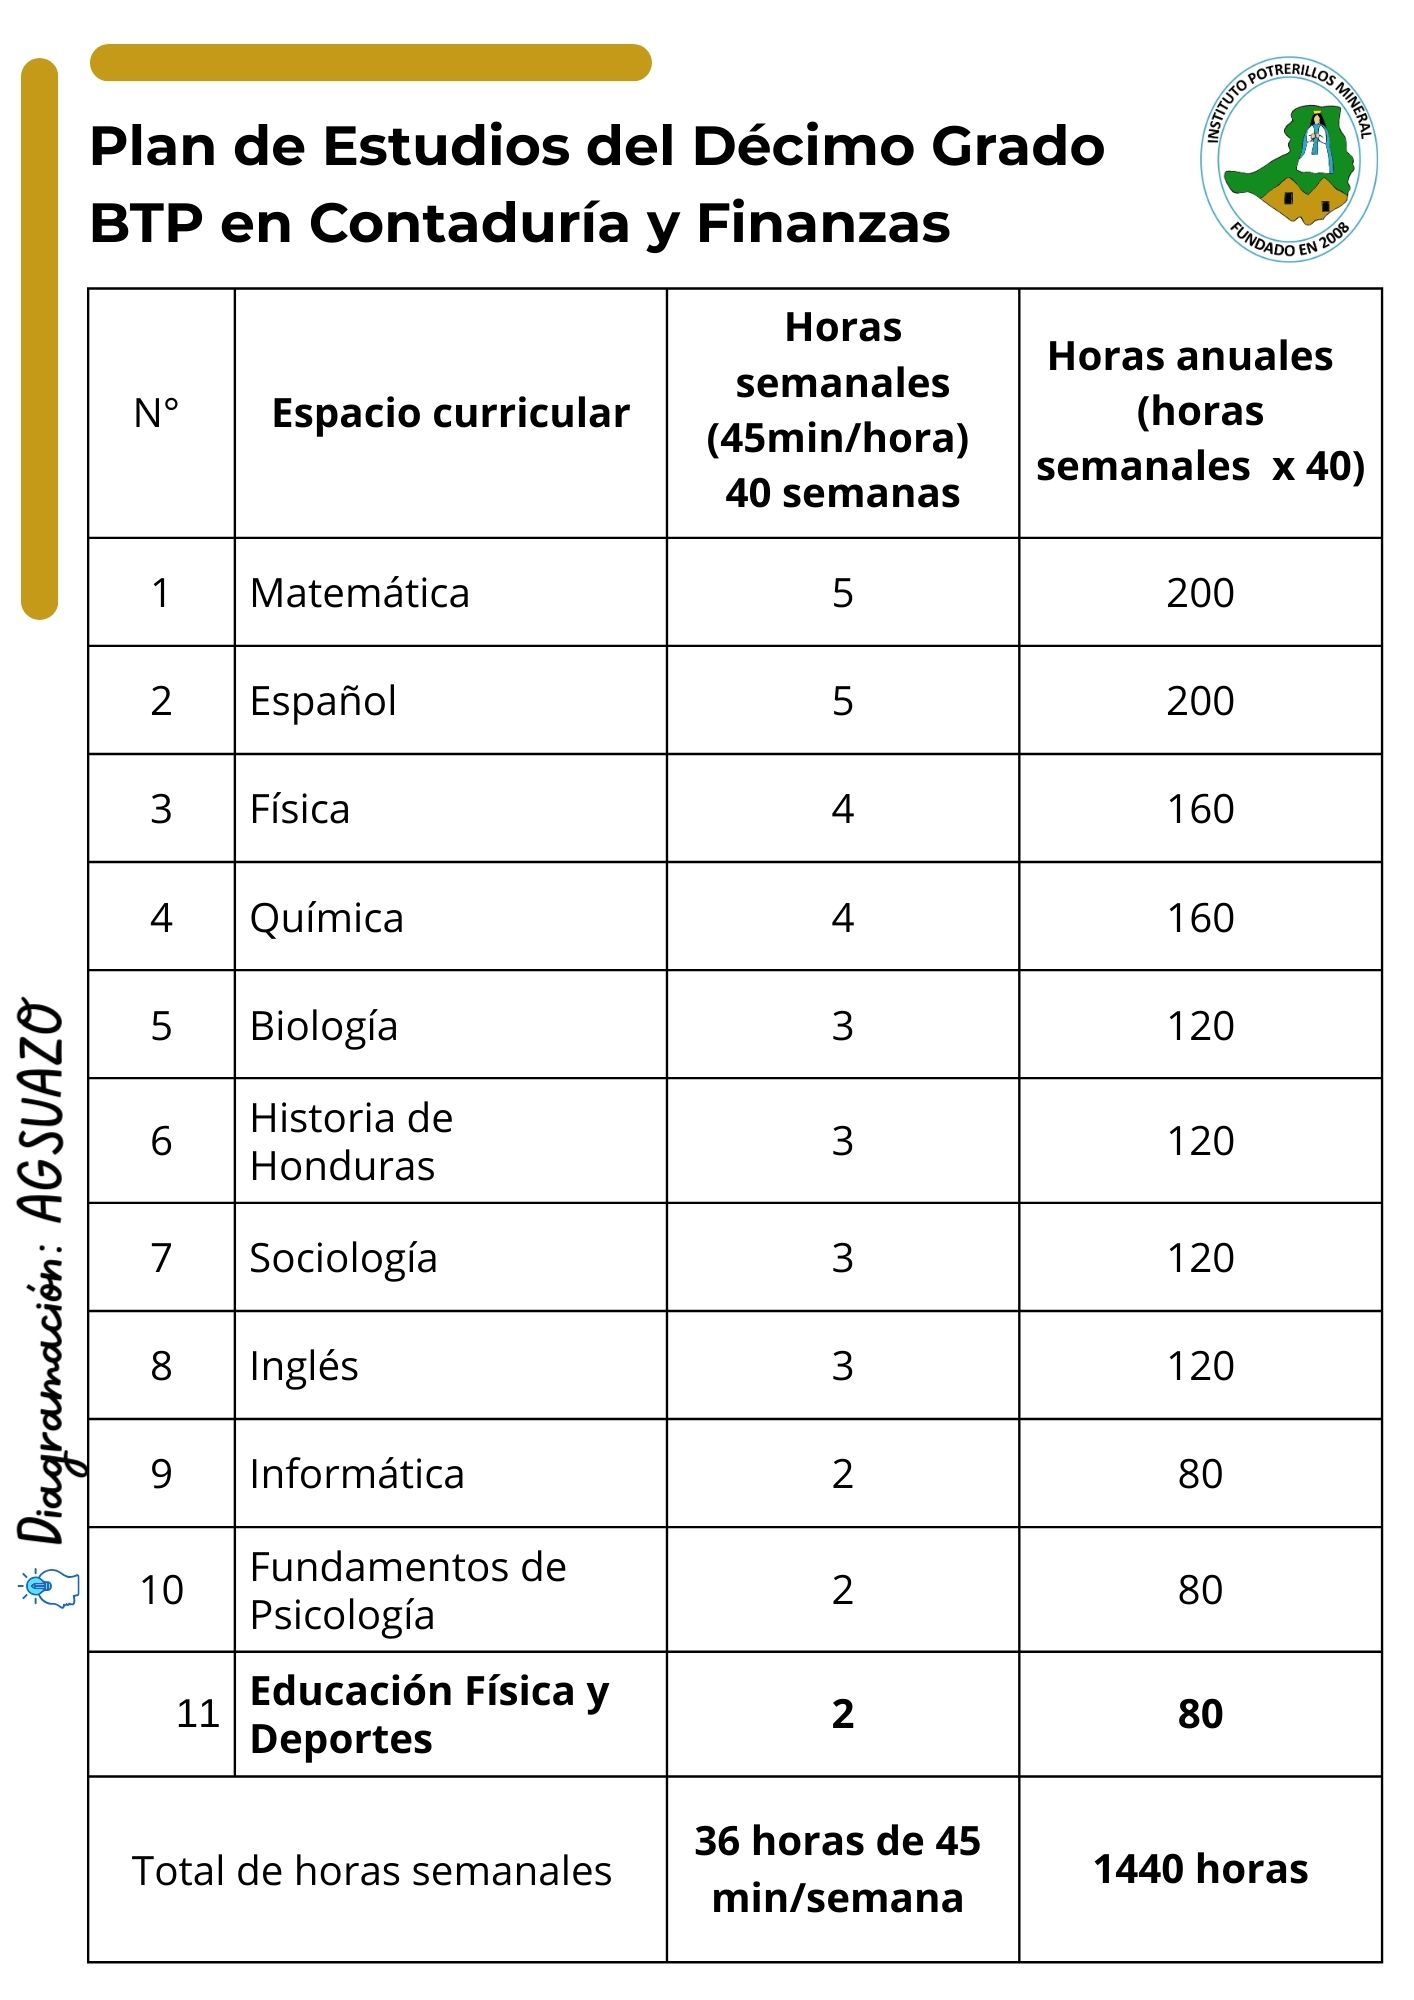 INSTITUTO POTRERILLOS MINERAL
FUNDADO EN 2008
Plan de Estudios del Décimo Grado
BTP en Contaduría y Finanzas
N°
Espacio curricular
Horas
semanales
(45min/hora)
40 semanas
Horas anuales
(horas
semanales  x 40)
1
Matemática
5
200
2
Español
5
200
3
Física
4
160
4
Química
4
160
5
Biología
3
120
6
Historia de
Honduras
3
120
7
Sociología
3
120
8
Inglés
3
120
9
Informática
2
80
10
Fundamentos de
Psicología
2
80
11
Educación Física y
Deportes
2
80
Total de horas semanales
36 horas de 45
min/semana
1440 horas
Diagramación: AGSUAZO